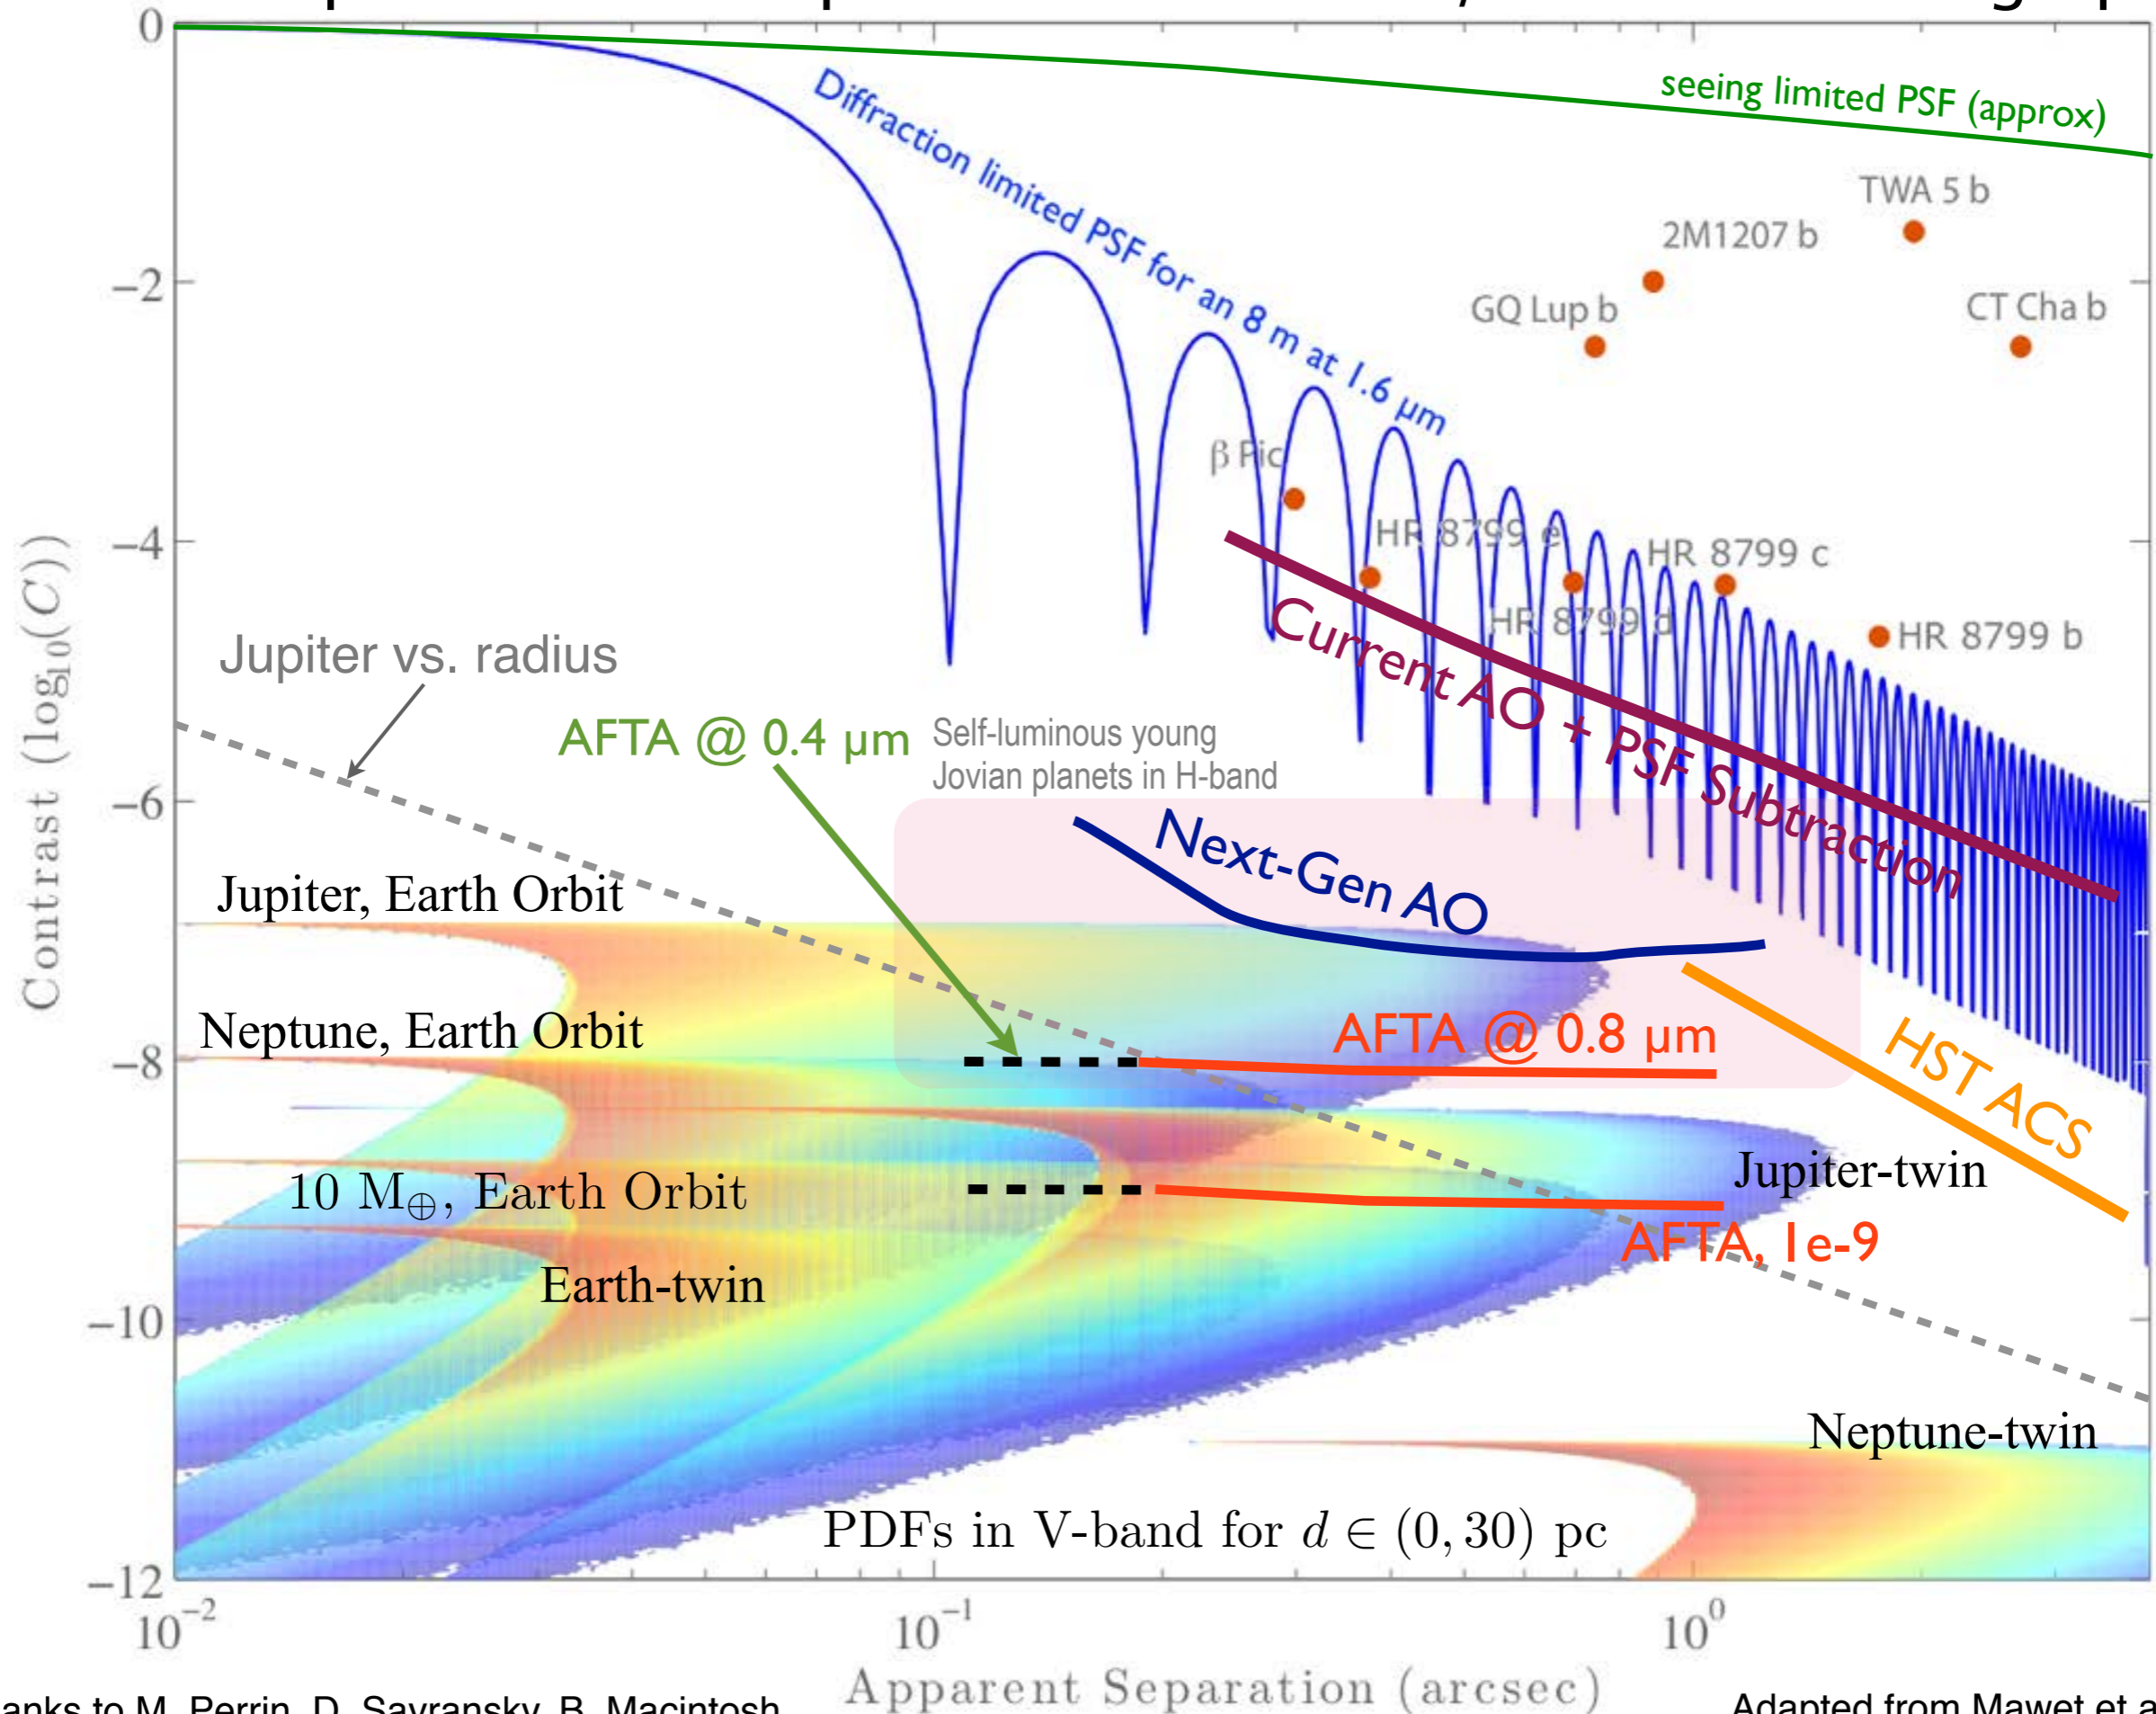 0
seeing limited PSF (approx)
Diffraction limited PSF for an 8 m at 1.6 µm
TWA 5 b
2M1207 b
−2
GQ Lup b
CT Cha b
β Pic
−4
HR 8799 e
HR 8799 c
HR 8799 d
HR 8799 b
Current AO + PSF Subtraction
Contrast (log₁₀(C))
Jupiter vs. radius
AFTA @ 0.4 µm
Self-luminous young
Jovian planets in H-band
−6
Next-Gen AO
Jupiter, Earth Orbit
Neptune, Earth Orbit
AFTA @ 0.8 µm
−8
HST ACS
10 M⊕, Earth Orbit
Jupiter-twin
AFTA, 1e-9
Earth-twin
−10
Neptune-twin
PDFs in V-band for d ∈ (0, 30) pc
−12
10⁻²
10⁻¹
10⁰
Apparent Separation (arcsec)
to M. Perrin, D. Savransky, B. Macintosh
Adapted from Mawet et